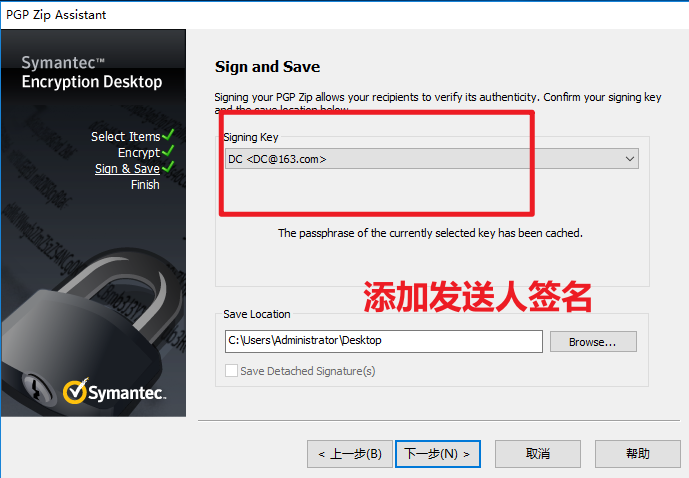 PGP Zip Assistant
Symantec™
Encryption Desktop
Select Items
Encrypt
Sign & Save
Finish
Symantec.
Sign and Save
Signing your PGP Zip allows your recipients to verify its authenticity. Confirm your signing key
and the save location below.
Signing Key
DC <DC@163.com>
The passphrase of the currently selected key has been cached.
添加发送人签名
Save Location
C:\Users\Administrator\Desktop
Browse...
Save Detached Signature(s)
< 上一步(B)
下一步(N) >
取消
帮助